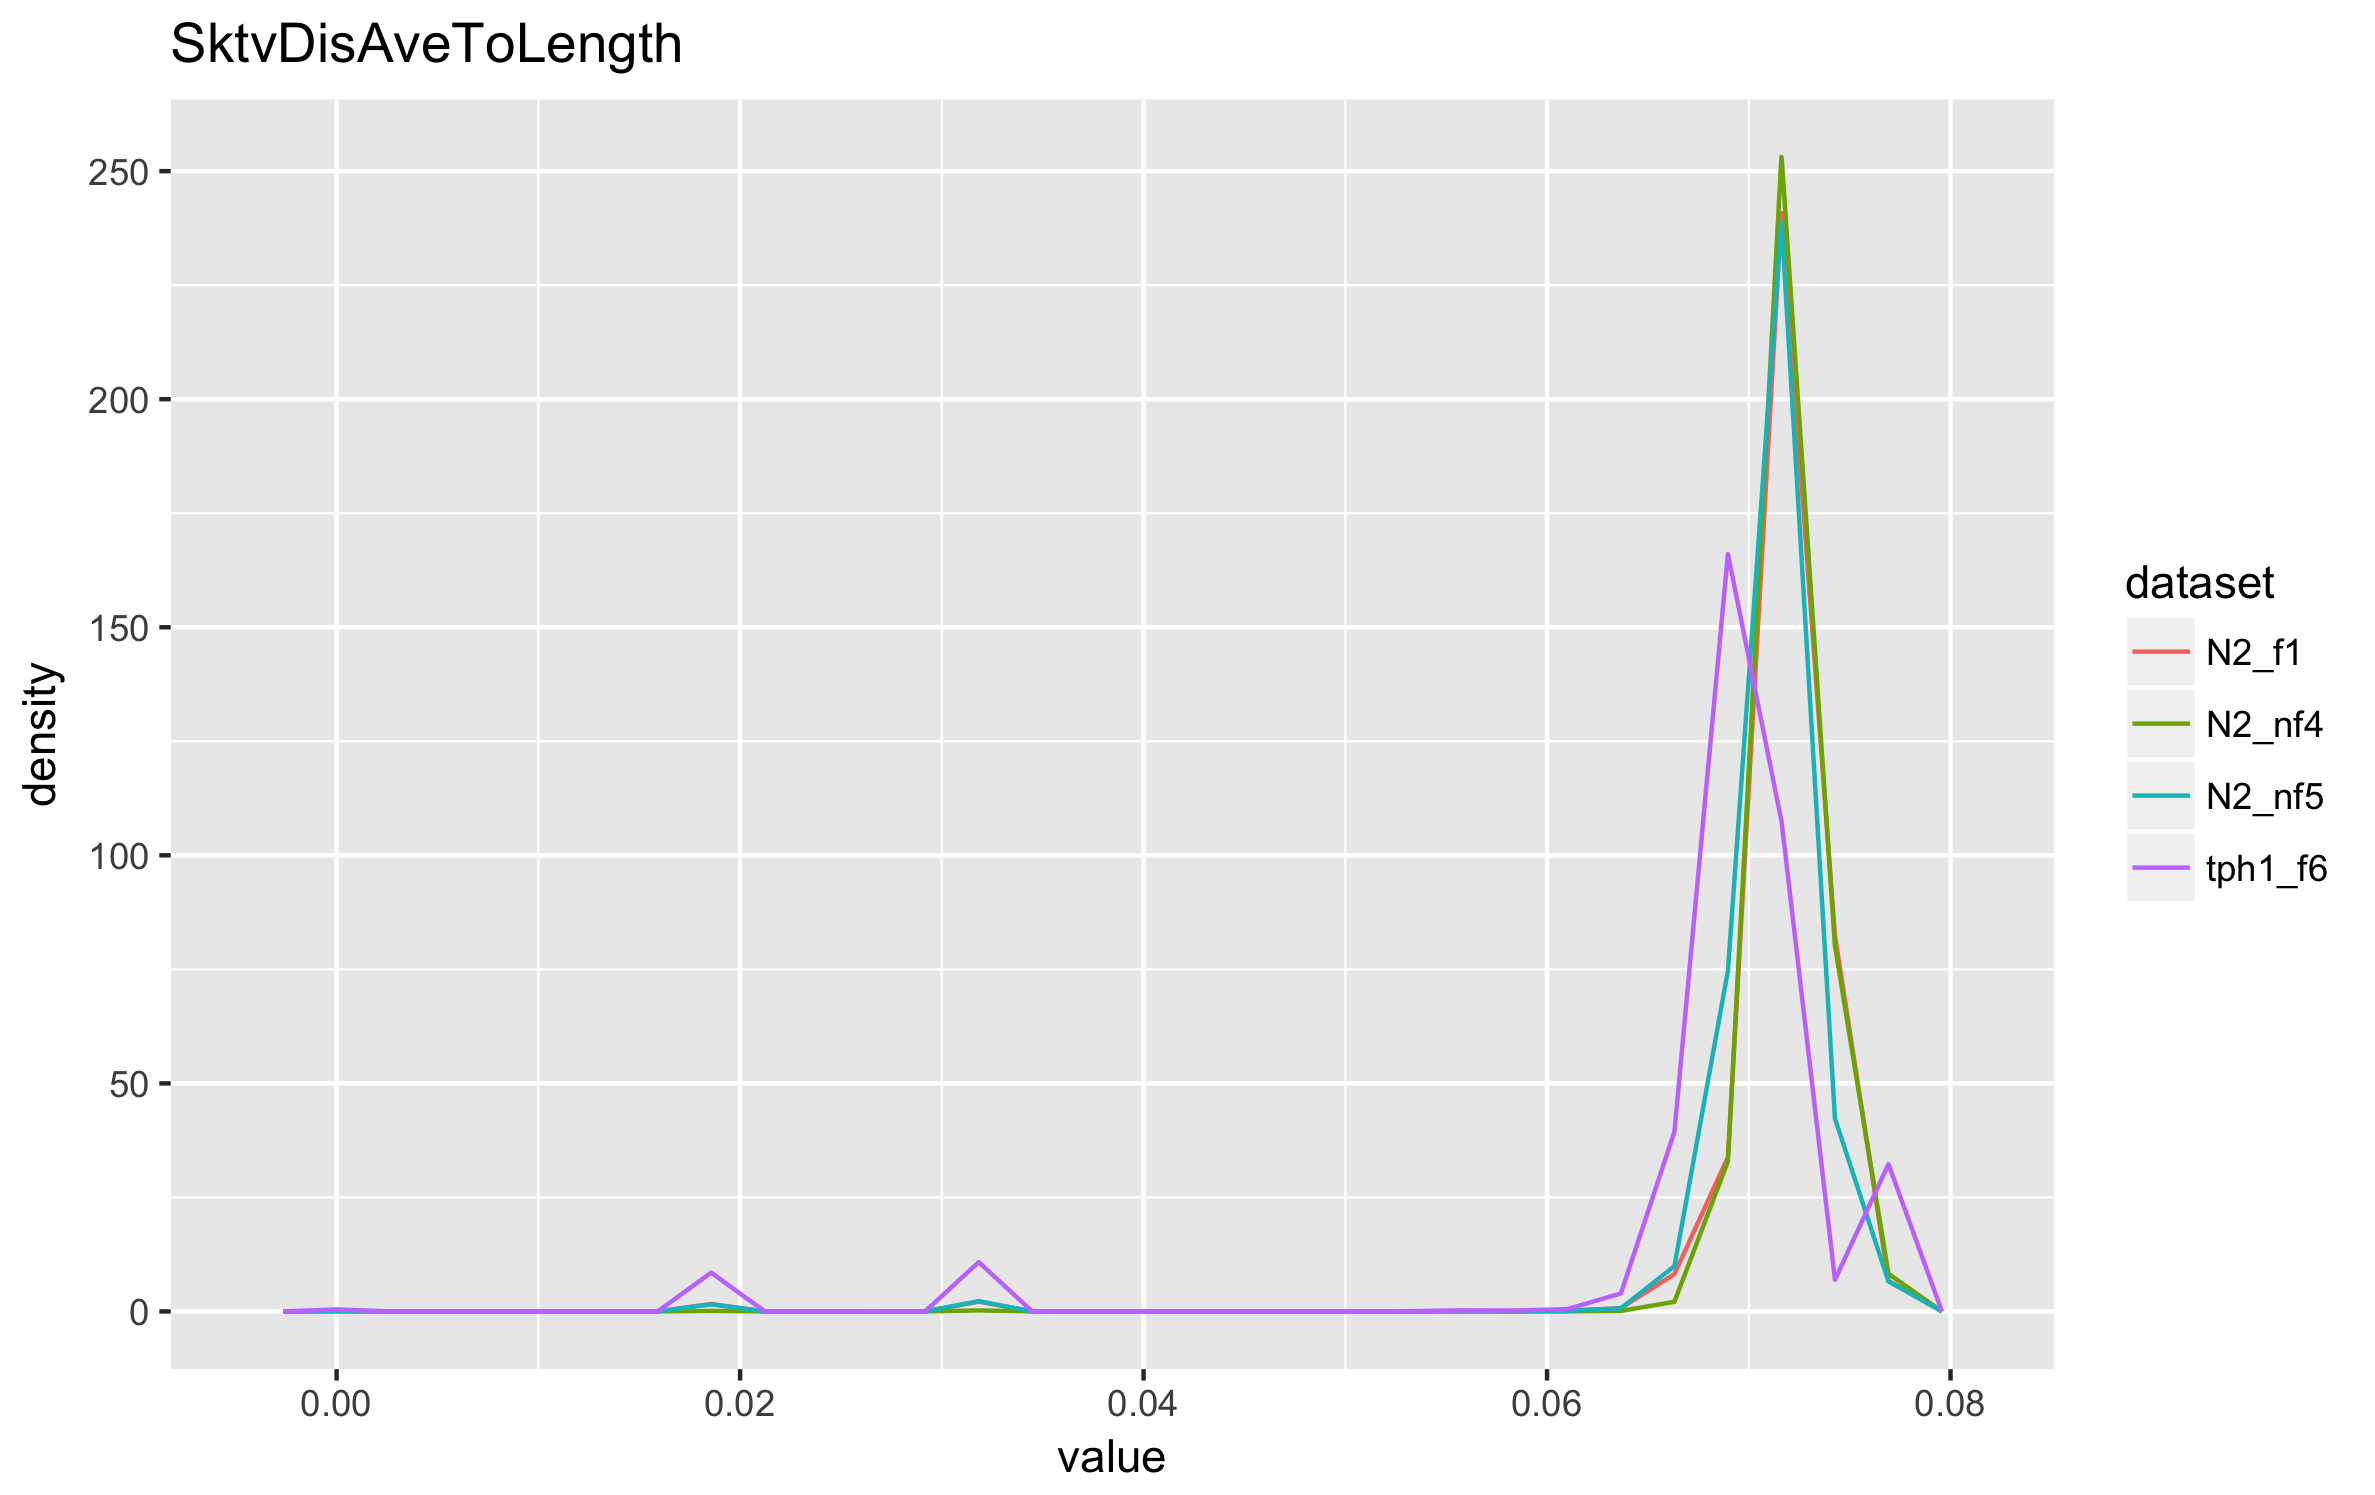 SktvDisAveToLength
250
200
150
100
50
0
density
0.00 0.02 0.04 0.06 0.08
value
dataset
N2_f1
N2_nf4
N2_nf5
tph1_f6